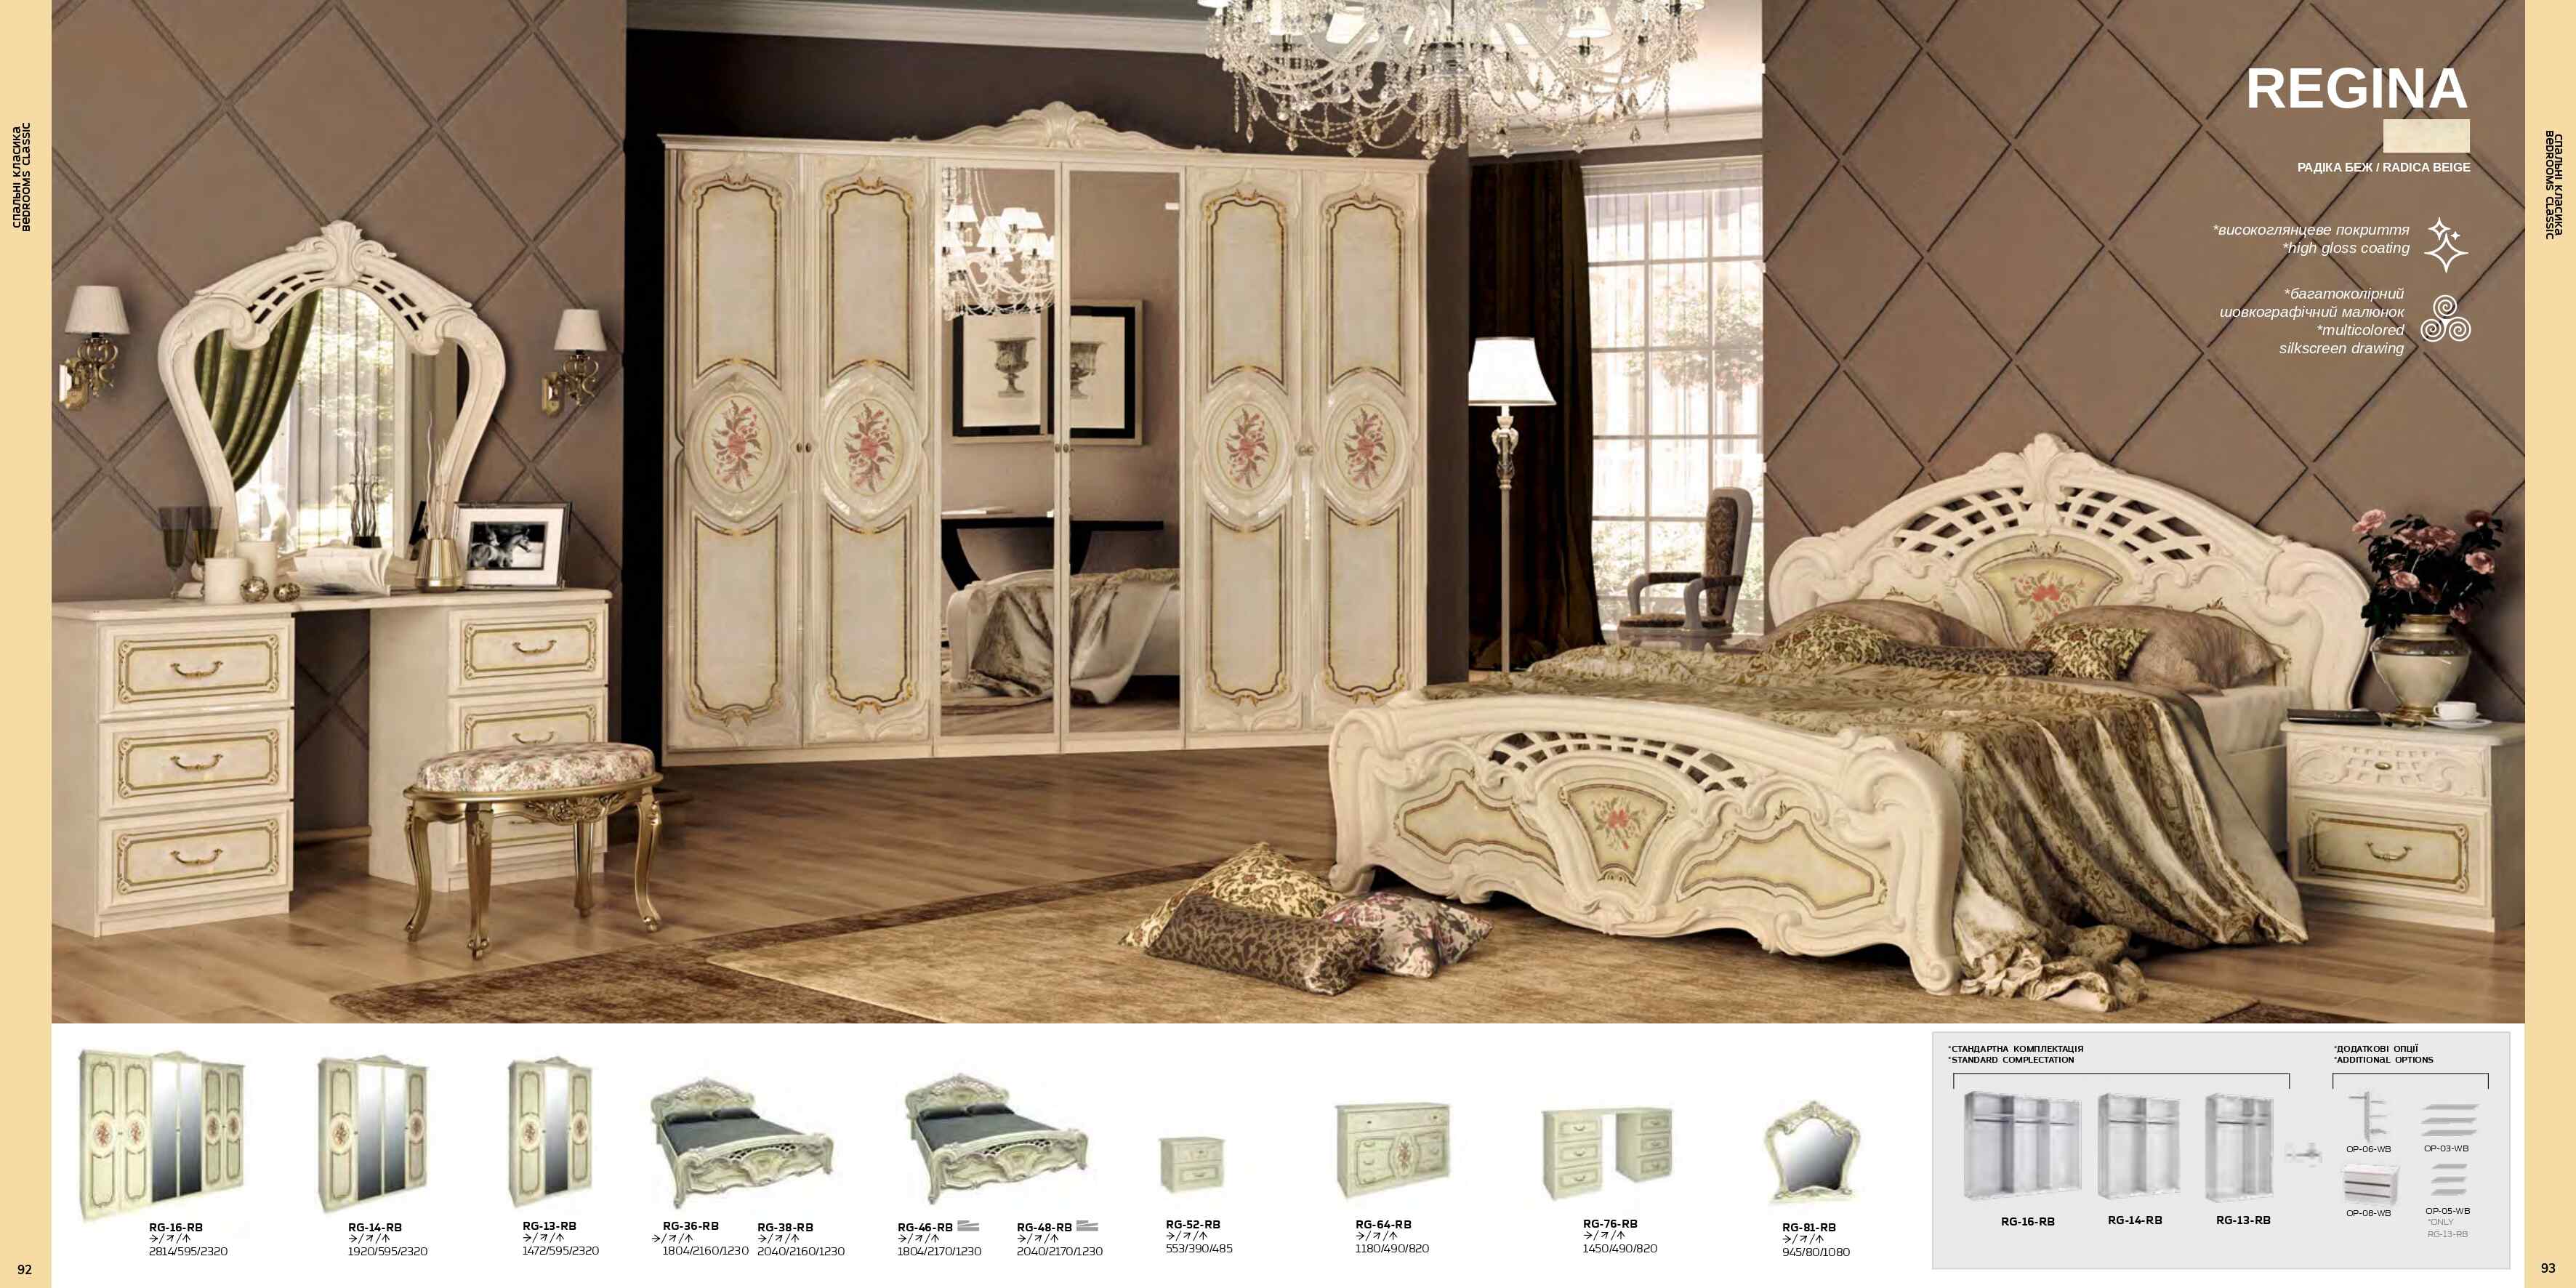 СПАЛЬНІ КЛАСИКА
BEDROOMS CLASSIC
REGINA
РАДІКА БЕЖ / RADICA BEIGE
*високоглянцеве покриття
*high gloss coating
*багатоколірний
шовкографічний малюнок
*multicolored
silkscreen drawing
СПАЛЬНІ КЛАСИКА
BEDROOMS CLASSIC
RG-16-RB
2814/595/2320
RG-14-RB
1920/595/2320
RG-13-RB
1472/595/2320
RG-36-RB
1804/2160/1230
RG-38-RB
2040/2160/1230
RG-46-RB
1804/2170/1230
RG-48-RB
2040/2170/1230
RG-52-RB
553/390/485
RG-64-RB
1180/490/820
RG-76-RB
1450/490/820
RG-81-RB
945/80/1080
*СТАНДАРТНА КОМПЛЕКТАЦІЯ
*STANDARD COMPLECTATION
RG-16-RB
RG-14-RB
RG-13-RB
*ДОДАТКОВІ ОПЦІЇ
*ADDITIONAL OPTIONS
OP-06-WB
OP-03-WB
OP-08-WB
OP-05-WB
*ONLY
RG-13-RB
92
93